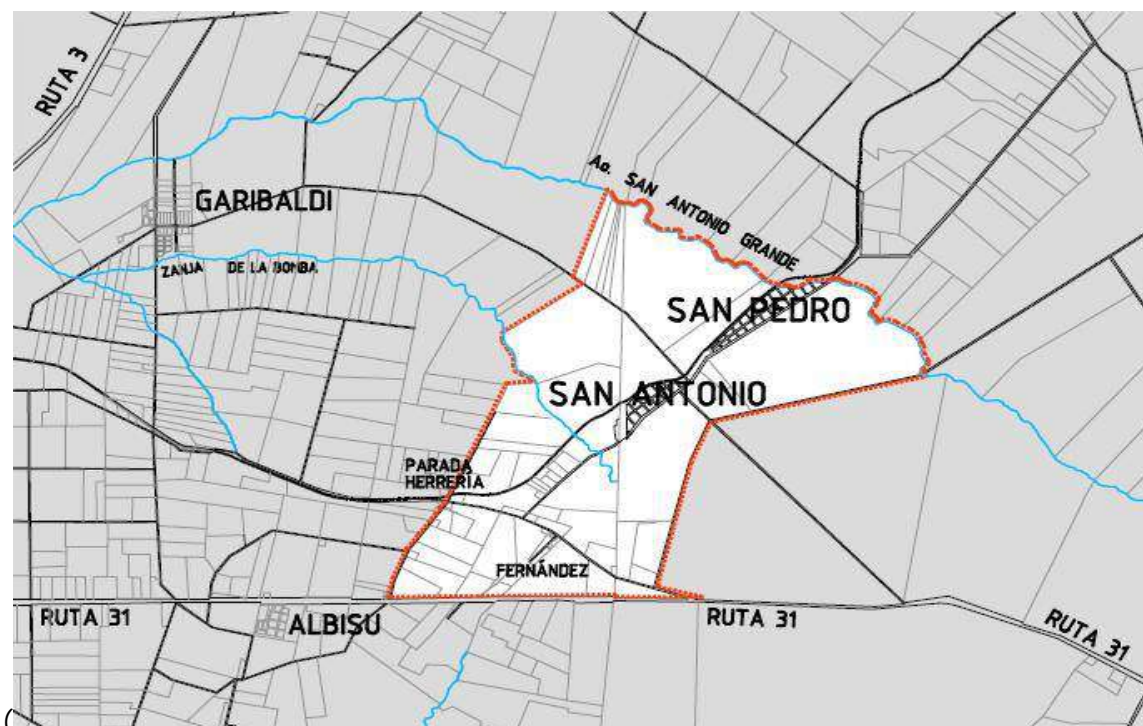 RUTA 3
GARIBALDI
ZANJA DE LA BOMBA
Ao. SAN ANTONIO GRANDE
SAN PEDRO
SAN ANTONIO
PARADA
HERRERÍA
FERNÁNDEZ
RUTA 31
ALBISU
RUTA 31
RUTA 31
(